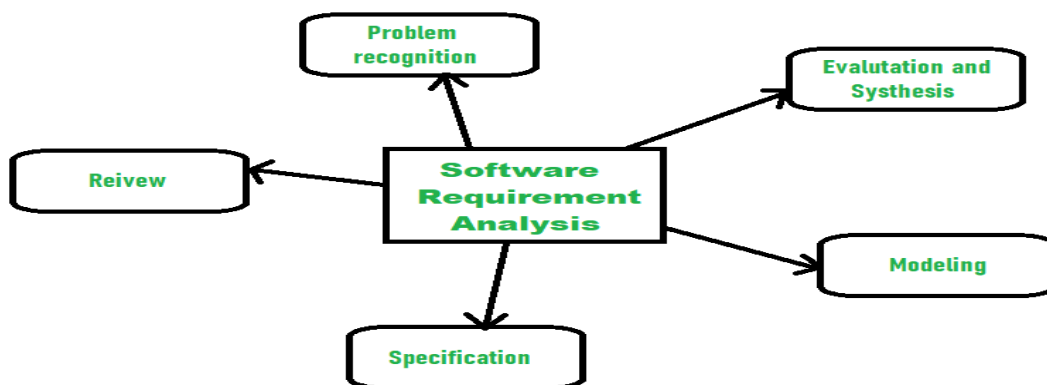 Problem
recognition
Evalutation and
Systhesis
Reivew
Software
Requirement
Analysis
Modeling
Specification